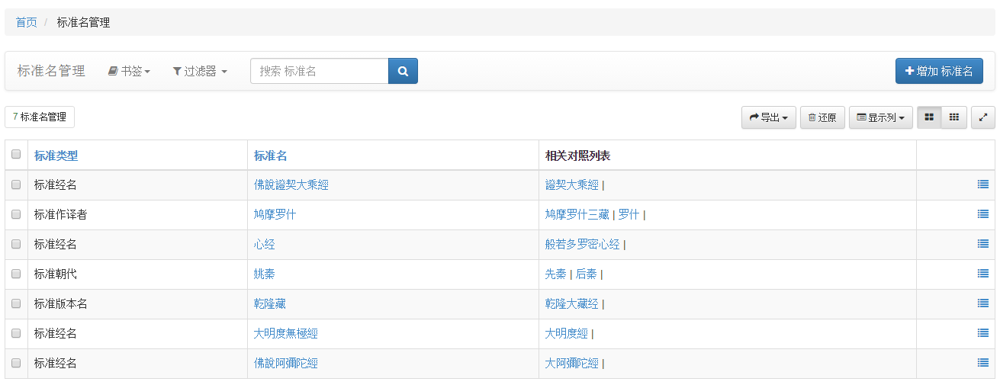 首页 / 标准名管理
标准名管理 书签 过滤器 搜索 标准名 增加 标准名
7 标准名管理 导出 还原 显示列
标准类型 标准名 相关对照列表
标准经名 佛說證契大乘經 證契大乘經 |
标准作译者 鸠摩罗什 鸠摩罗什三藏 | 罗什 |
标准经名 心经 般若多罗密心经 |
标准朝代 姚秦 先秦 | 后秦 |
标准版本名 乾隆藏 乾隆大藏经 |
标准经名 大明度無極經 大明度經 |
标准经名 佛說阿彌陀經 大阿彌陀經 |